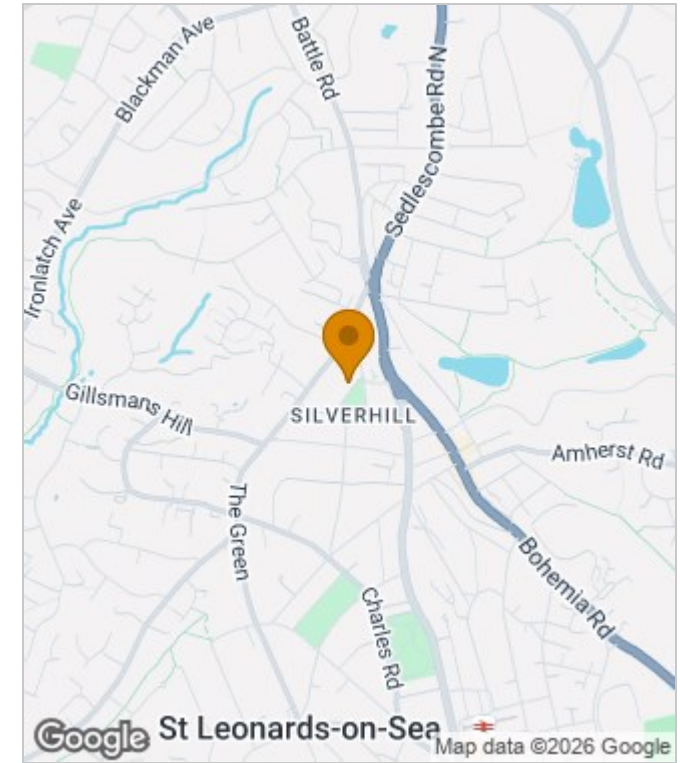 Blackman Ave
Battle Rd
Sedlescombe Rd N
Ironlatch Ave
Gillsmans Hill
SILVERHILL
Amherst Rd
The Green
Bohemia Rd
Charles Rd
St Leonards-on-Sea
Google
Map data ©2026 Google